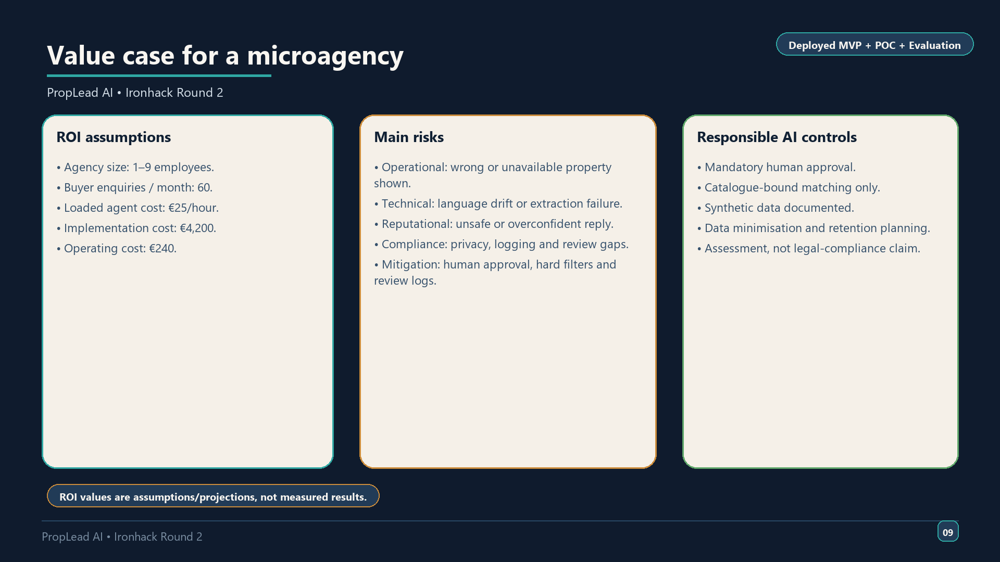 Value case for a microagency
Deployed MVP + POC + Evaluation
PropLead AI • Ironhack Round 2
ROI assumptions
• Agency size: 1–9 employees.
• Buyer enquiries / month: 60.
• Loaded agent cost: €25/hour.
• Implementation cost: €4,200.
• Operating cost: €240.
Main risks
• Operational: wrong or unavailable property
shown.
• Technical: language drift or extraction failure.
• Reputational: unsafe or overconfident reply.
• Compliance: privacy, logging and review gaps.
• Mitigation: human approval, hard filters and
review logs.
Responsible AI controls
• Mandatory human approval.
• Catalogue-bound matching only.
• Synthetic data documented.
• Data minimisation and retention planning.
• Assessment, not legal-compliance claim.
ROI values are assumptions/projections, not measured results.
PropLead AI • Ironhack Round 2
09